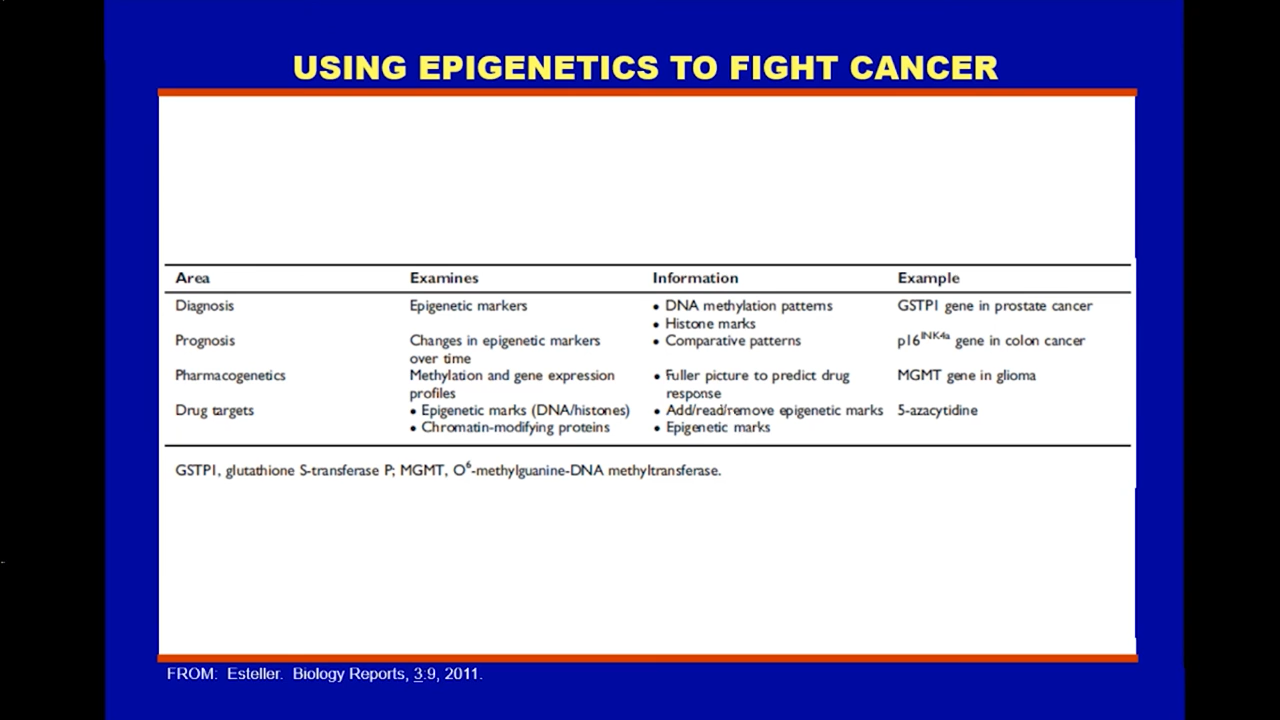 USING EPIGENETICS TO FIGHT CANCER
Area Examines Information Example
Diagnosis Epigenetic markers • DNA methylation patterns GSTP1 gene in prostate cancer
• Histone marks
Prognosis Changes in epigenetic markers • Comparative patterns p16INK4a gene in colon cancer
over time
Pharmacogenetics Methylation and gene expression • Fuller picture to predict drug MGMT gene in glioma
profiles response
Drug targets • Epigenetic marks (DNA/histones) • Add/read/remove epigenetic marks 5-azacytidine
• Chromatin-modifying proteins • Epigenetic marks
GSTP1, glutathione S-transferase P; MGMT, O6-methylguanine-DNA methyltransferase.
FROM: Esteller. Biology Reports, 3:9, 2011.